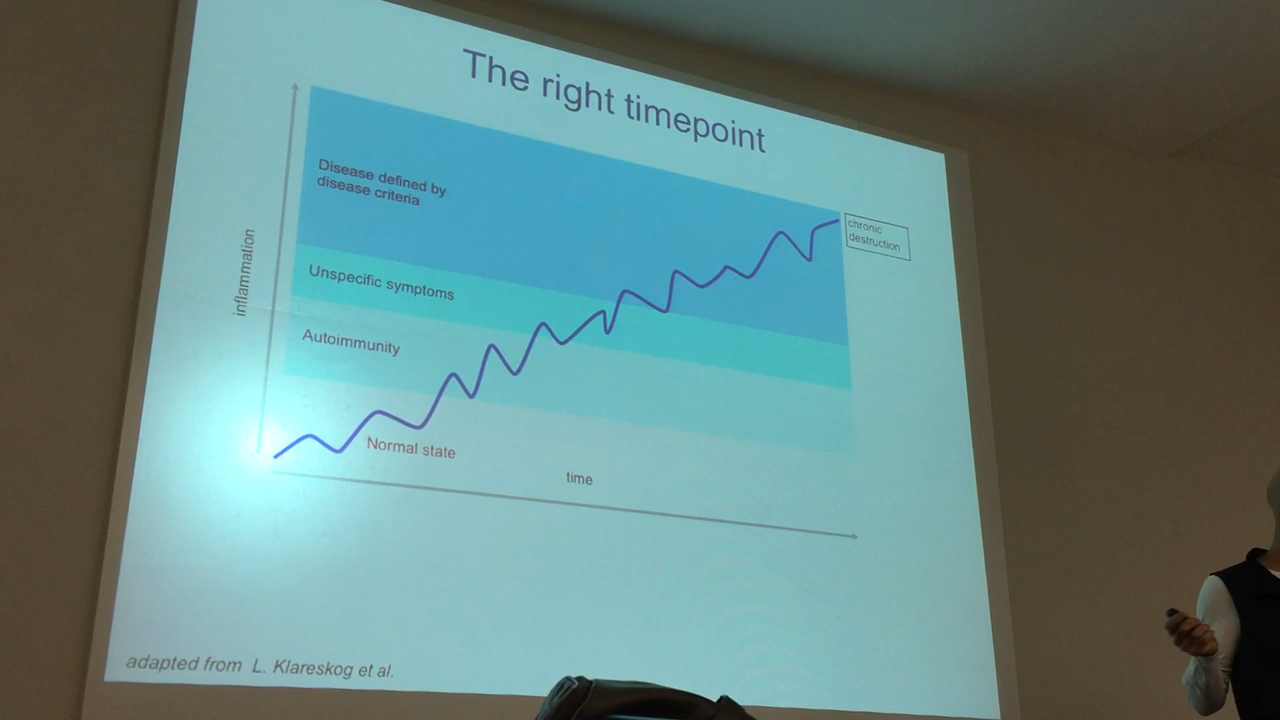 The right timepoint
Disease defined by
disease criteria
chronic
destruction
inflammation
Unspecific symptoms
Autoimmunity
Normal state
time
adapted from L. Klareskog et al.